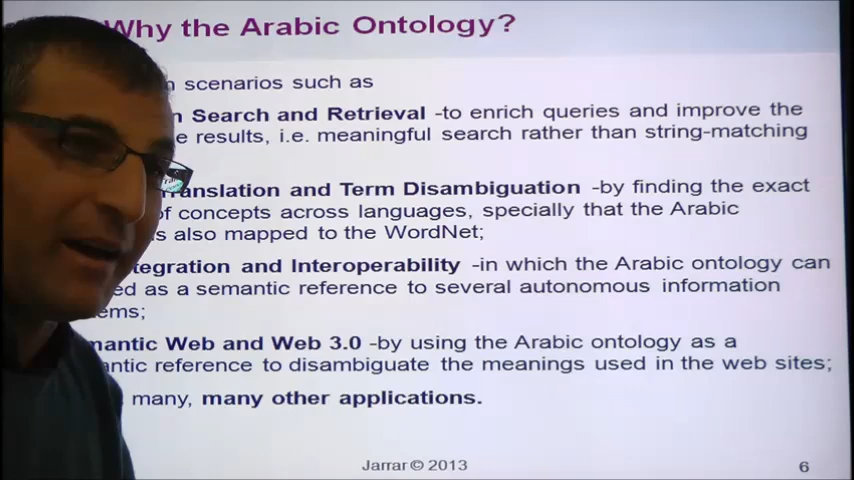 Why the Arabic Ontology?
scenarios such as
Search and Retrieval -to enrich queries and improve the
results, i.e. meaningful search rather than string-matching
Translation and Term Disambiguation -by finding the exact
of concepts across languages, specially that the Arabic
also mapped to the WordNet;
tegration and Interoperability -in which the Arabic ontology can
ed as a semantic reference to several autonomous information
ems;
mantic Web and Web 3.0 -by using the Arabic ontology as a
antic reference to disambiguate the meanings used in the web sites;
many, many other applications.
Jarrar © 2013
6